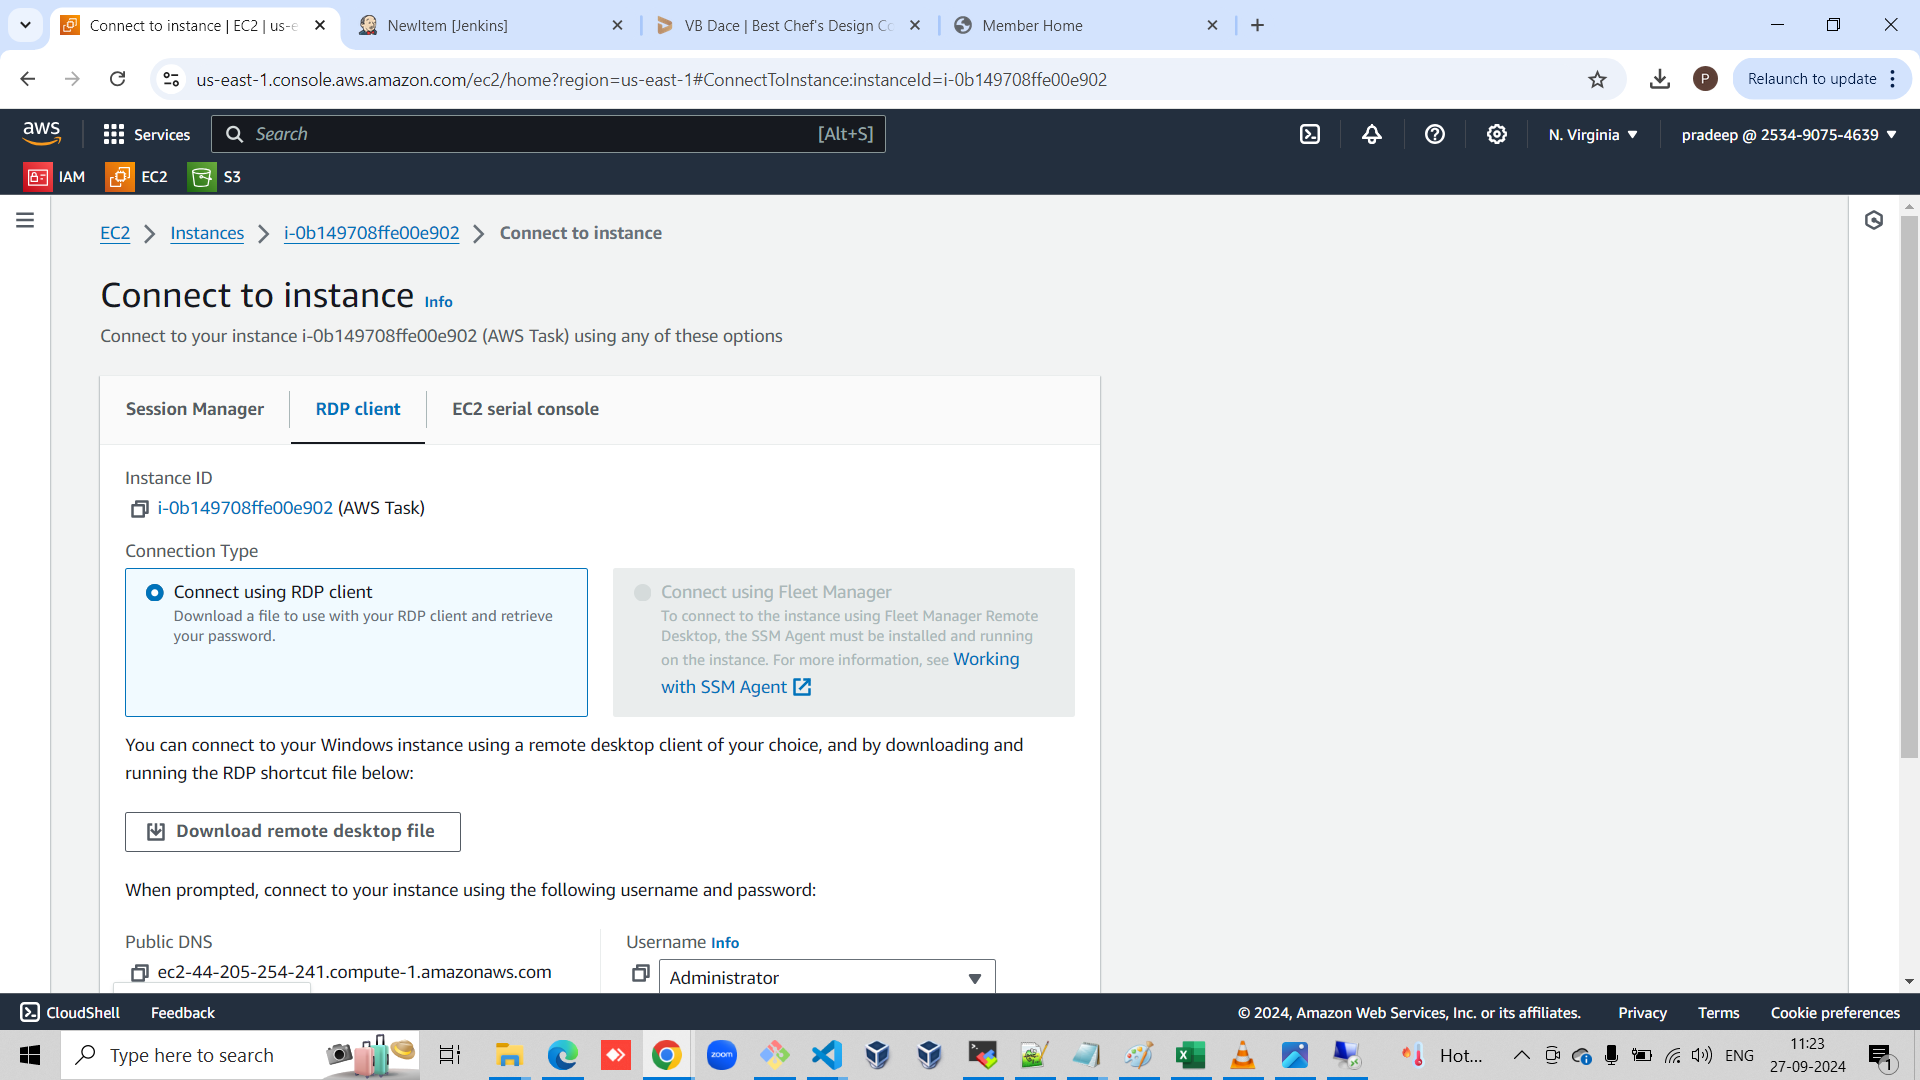 Connect to instance | EC2 | us-e
NewItem [Jenkins]
VB Dace | Best Chef's Design Co
Member Home
us-east-1.console.aws.amazon.com/ec2/home?region=us-east-1#ConnectToInstance:instanceId=i-0b149708ffe00e902
P
Relaunch to update
aws
Services
Search
[Alt+S]
N. Virginia
pradeep @ 2534-9075-4639
IAM
EC2
S3
EC2
Instances
i-0b149708ffe00e902
Connect to instance
Connect to instance Info
Connect to your instance i-0b149708ffe00e902 (AWS Task) using any of these options
Session Manager
RDP client
EC2 serial console
Instance ID
i-0b149708ffe00e902 (AWS Task)
Connection Type
Connect using RDP client
Download a file to use with your RDP client and retrieve
your password.
Connect using Fleet Manager
To connect to the instance using Fleet Manager Remote
Desktop, the SSM Agent must be installed and running
on the instance. For more information, see Working
with SSM Agent
You can connect to your Windows instance using a remote desktop client of your choice, and by downloading and
running the RDP shortcut file below:
Download remote desktop file
When prompted, connect to your instance using the following username and password:
Public DNS
ec2-44-205-254-241.compute-1.amazonaws.com
Username Info
Administrator
CloudShell
Feedback
© 2024, Amazon Web Services, Inc. or its affiliates.
Privacy
Terms
Cookie preferences
Type here to search
zoom
Hot...
ENG
11:23
27-09-2024
1